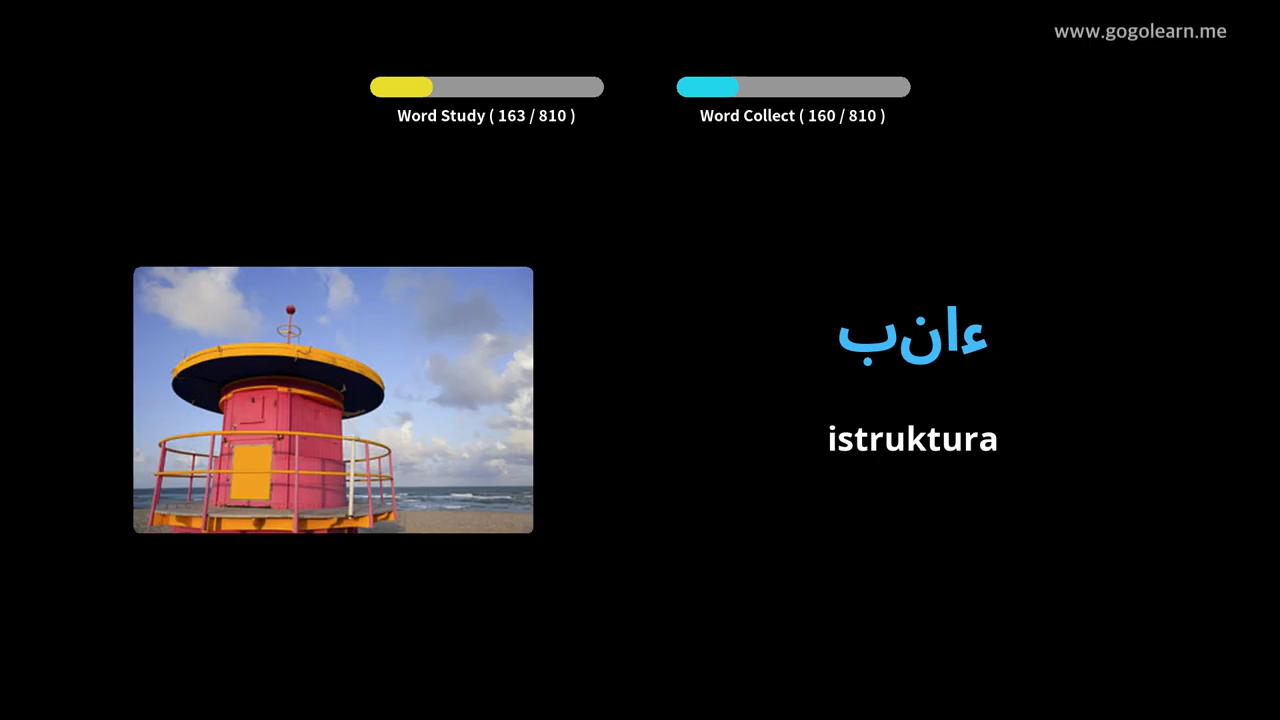 www.gogolearn.me
Word Study ( 163 / 810 )
Word Collect ( 160 / 810 )
ءانب
istruktura